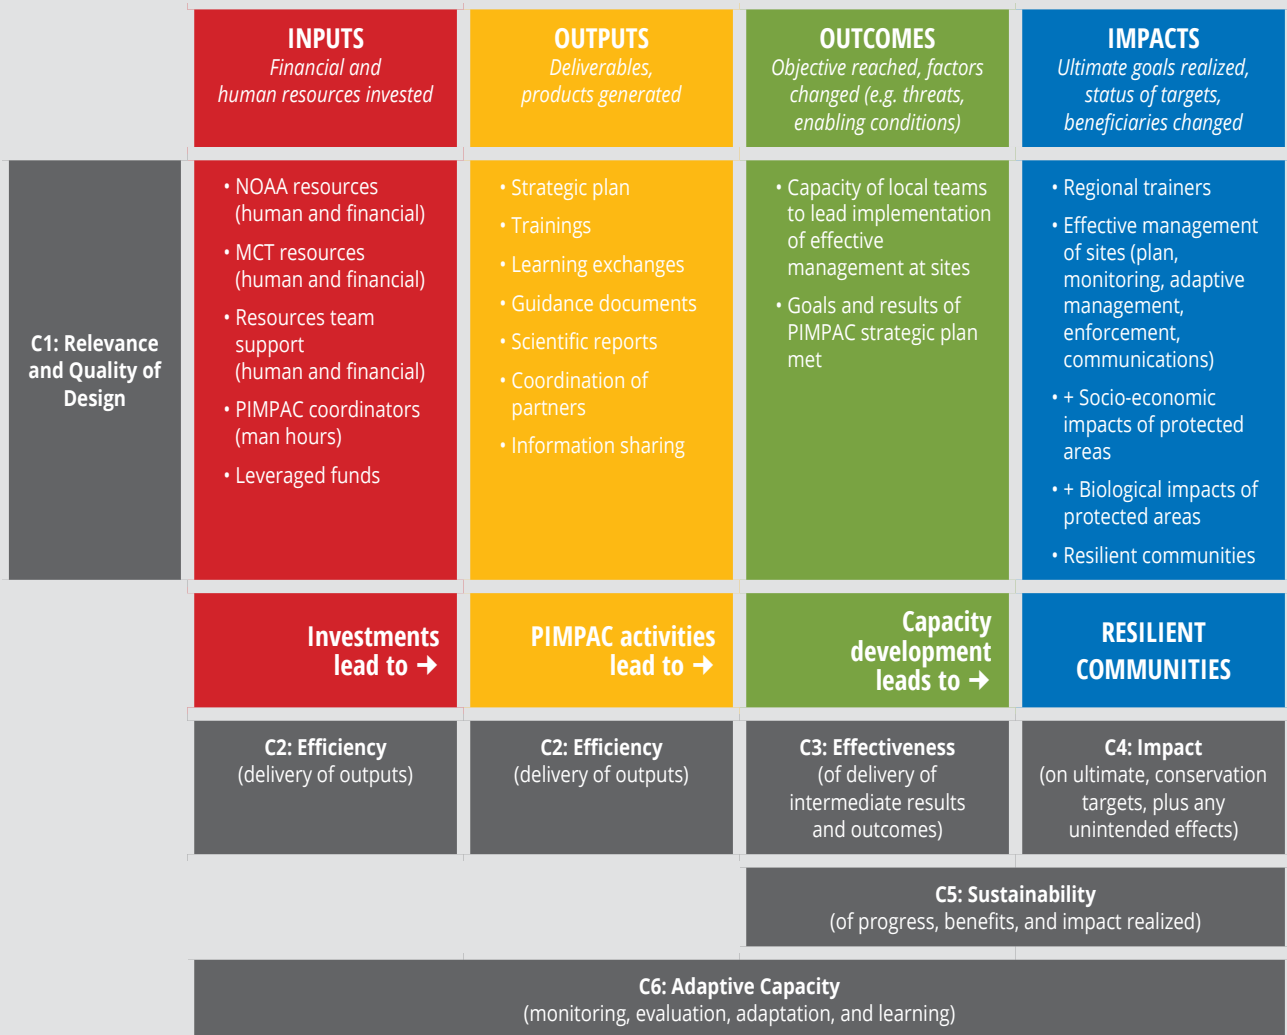 INPUTS
Financial and
human resources invested
OUTPUTS
Deliverables,
products generated
OUTCOMES
Objective reached, factors
changed (e.g. threats,
enabling conditions)
IMPACTS
Ultimate goals realized,
status of targets,
beneficiaries changed
C1: Relevance
and Quality of
Design
• NOAA resources
(human and financial)
• MCT resources
(human and financial)
• Resources team
support
(human and financial)
• PIMPAC coordinators
(man hours)
• Leveraged funds
• Strategic plan
• Trainings
• Learning exchanges
• Guidance documents
• Scientific reports
• Coordination of
partners
• Information sharing
• Capacity of local teams
to lead implementation
of effective
management at sites
• Goals and results of
PIMPAC strategic plan
met
• Regional trainers
• Effective management
of sites (plan,
monitoring, adaptive
management,
enforcement,
communications)
• + Socio-economic
impacts of protected
areas
• + Biological impacts of
protected areas
• Resilient communities
Investments
lead to →
PIMPAC activities
lead to →
Capacity
development
leads to →
RESILIENT
COMMUNITIES
C2: Efficiency
(delivery of outputs)
C2: Efficiency
(delivery of outputs)
C3: Effectiveness
(of delivery of
intermediate results
and outcomes)
C4: Impact
(on ultimate, conservation
targets, plus any
unintended effects)
C5: Sustainability
(of progress, benefits, and impact realized)
C6: Adaptive Capacity
(monitoring, evaluation, adaptation, and learning)